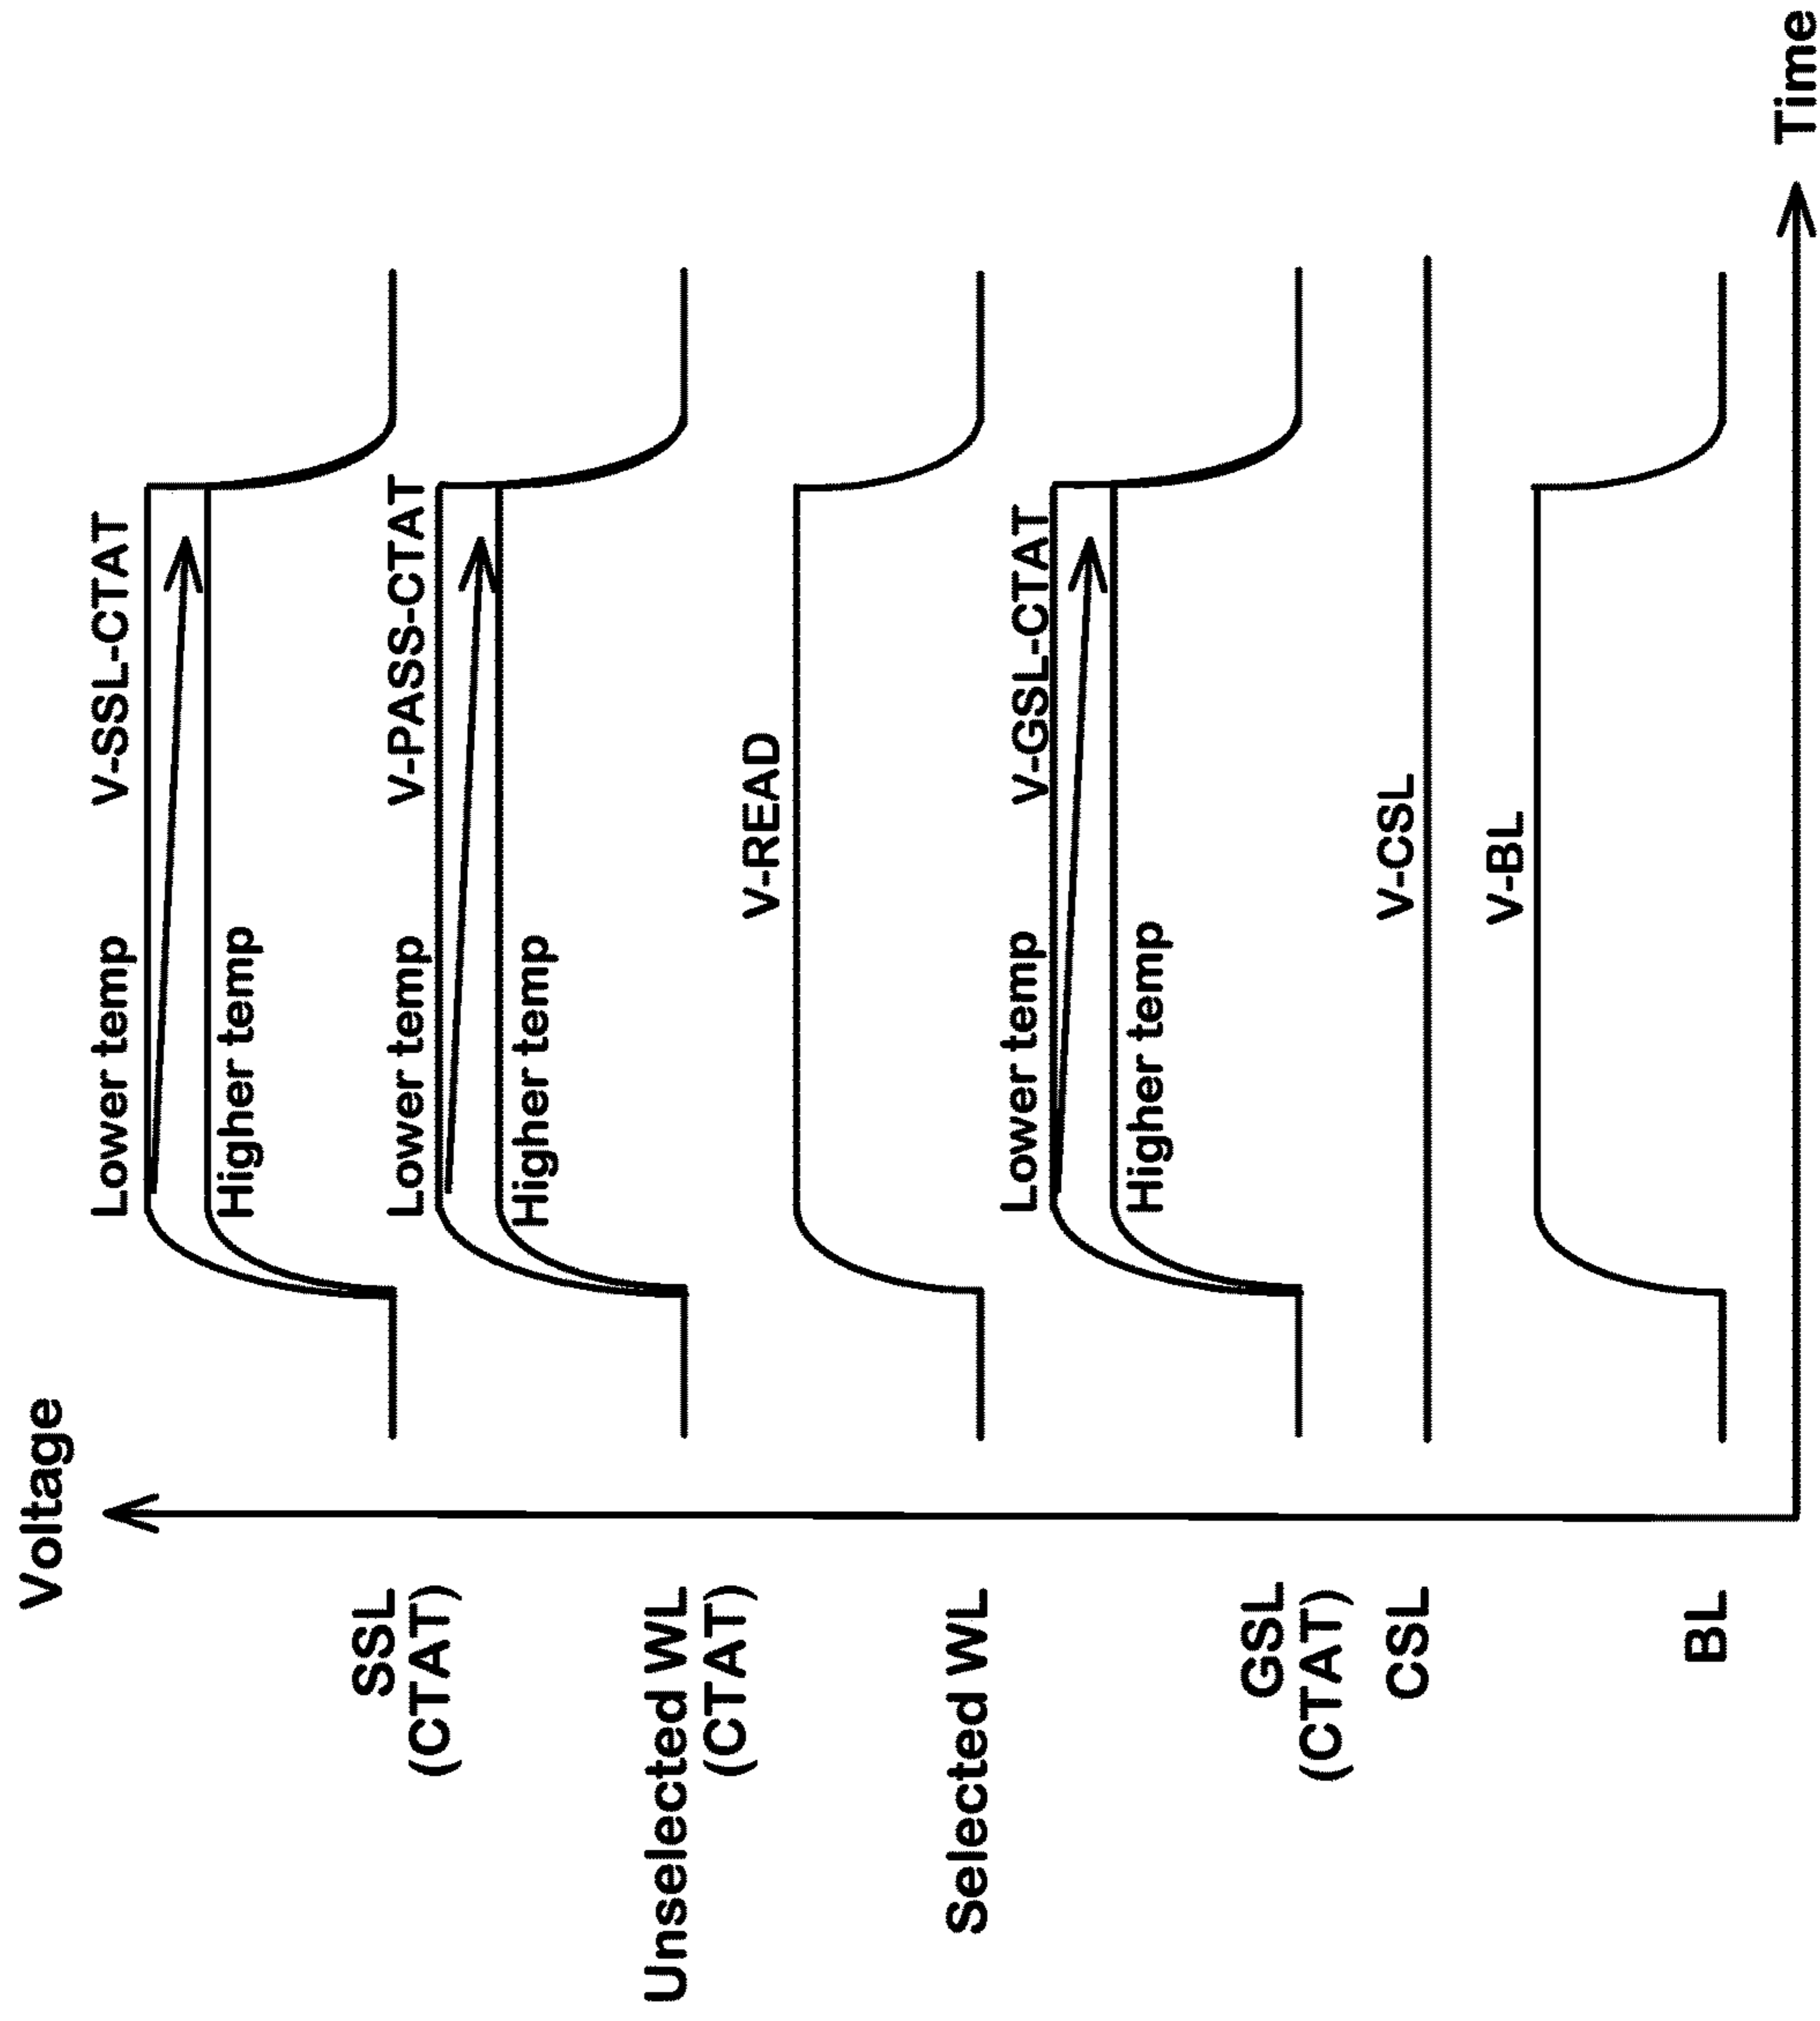 Voltage
Lower temp
V-SSL-CTAT
Higher temp
SSL
(CTAT)
Lower temp
V-PASS-CTAT
Higher temp
Unselected WL
(CTAT)
V-READ
Selected WL
Lower temp
V-GSL-CTAT
Higher temp
GSL
(CTAT)
V-CSL
CSL
V-BL
BL
Time